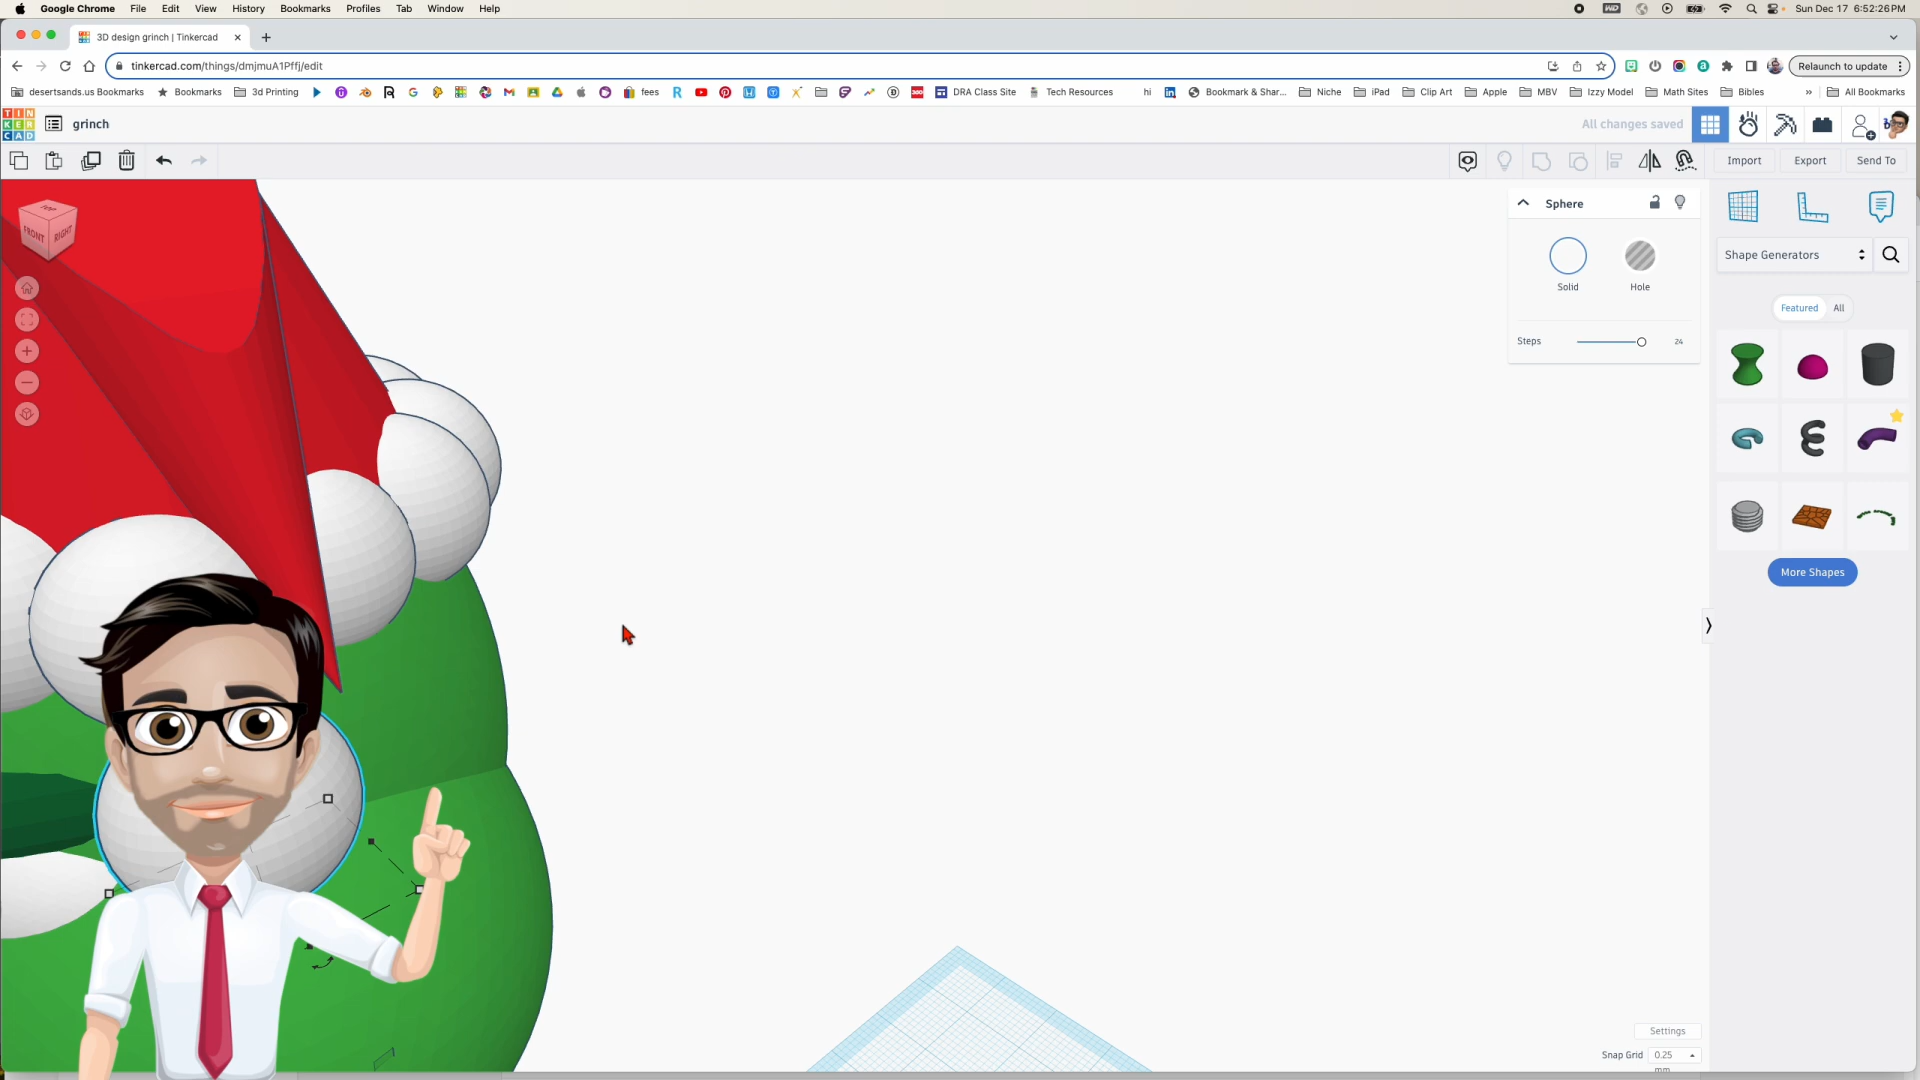 Google Chrome File Edit View History Bookmarks Profiles Tab Window Help
Sun Dec 17 6:52:26 PM
3D design grinch | Tinkercad
tinkercad.com/things/dmjmuA1Pffj/edit
Relaunch to update
desertsands.us Bookmarks Bookmarks 3d Printing fees DRA Class Site Tech Resources hi Bookmark & Shar... Niche iPad Clip Art Apple MBV Izzy Model Math Sites Bibles » All Bookmarks
TIN
KER
CAD
grinch
All changes saved
Import Export Send To
TOP
FRONT RIGHT
Sphere
Solid Hole
Steps 24
Shape Generators
Featured All
More Shapes
Settings
Snap Grid 0.25
mm